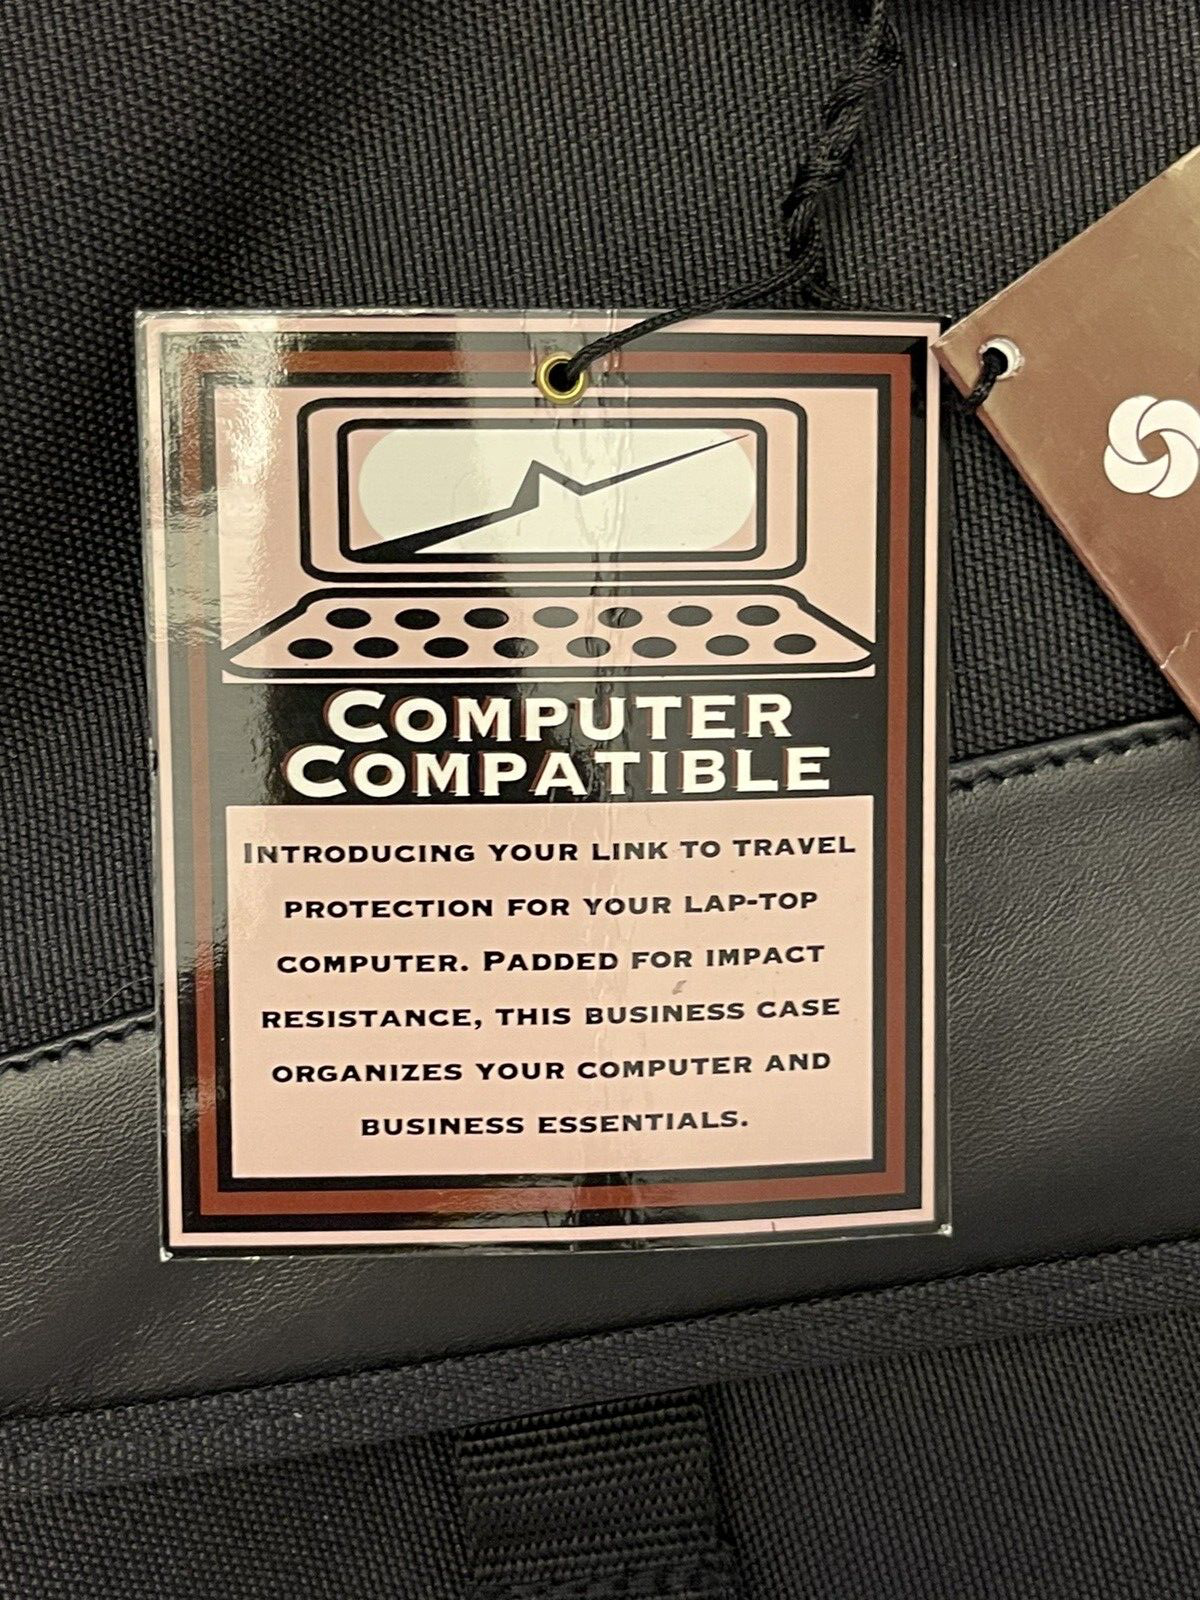 COMPUTER
COMPATIBLE
INTRODUCING YOUR LINK TO TRAVEL
PROTECTION FOR YOUR LAP-TOP
COMPUTER. PADDED FOR IMPACT
RESISTANCE, THIS BUSINESS CASE
ORGANIZES YOUR COMPUTER AND
BUSINESS ESSENTIALS.